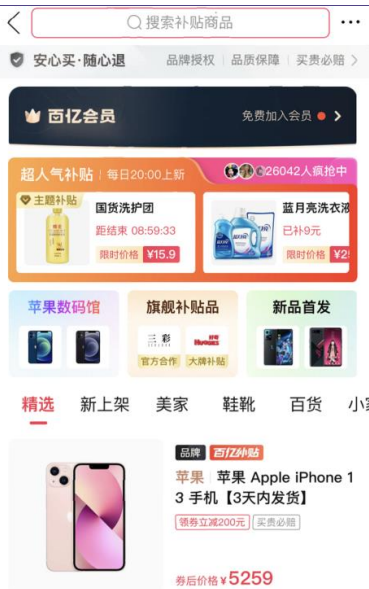 搜索补贴商品
安心买·随心退 品牌授权 品质保障 买贵必赔
百亿会员 免费加入会员
超人气补贴 每日20:00上新 26042人疯抢中
主题补贴
国货洗护团
距结束 08:59:33
限时价格 ¥15.9
蓝月亮洗衣液
已补9元
限时价格 ¥2
苹果数码馆 旗舰补贴品 新品首发
三彩 HUGGIES
官方合作 大牌补贴
精选 新上架 美家 鞋靴 百货 小家
品牌 百亿补贴
苹果 苹果 Apple iPhone 1
3 手机【3天内发货】
领券立减200元 买贵必赔
券后价格¥5259